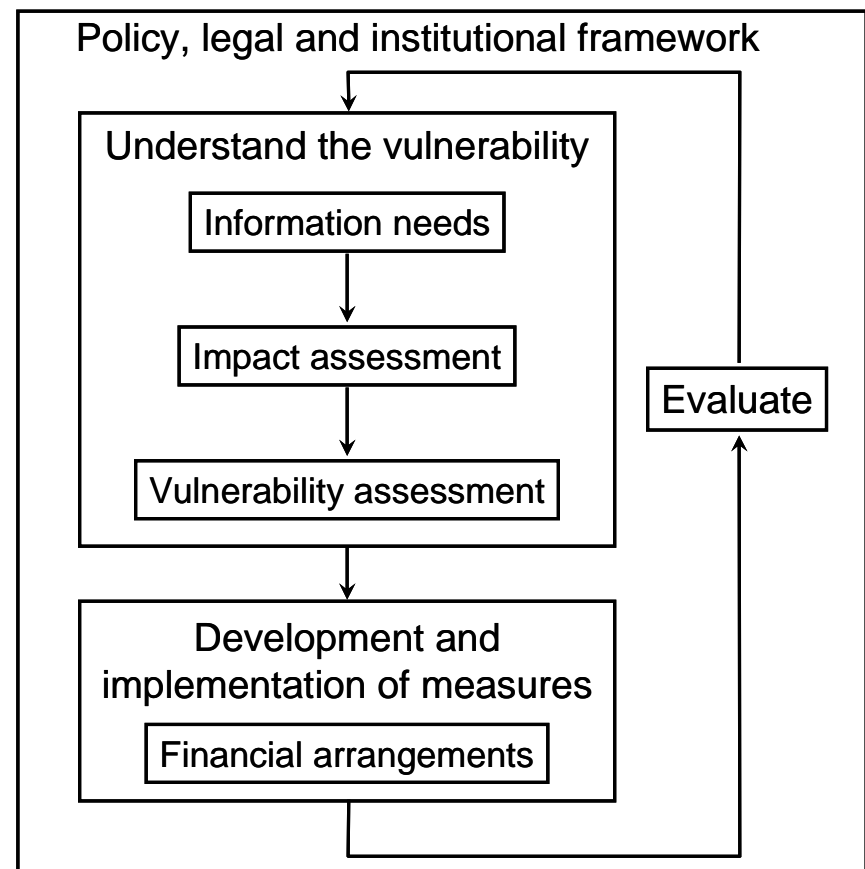 Policy, legal and institutional framework
Understand the vulnerability
Information needs
Impact assessment
Evaluate
Vulnerability assessment
Development and
implementation of measures
Financial arrangements